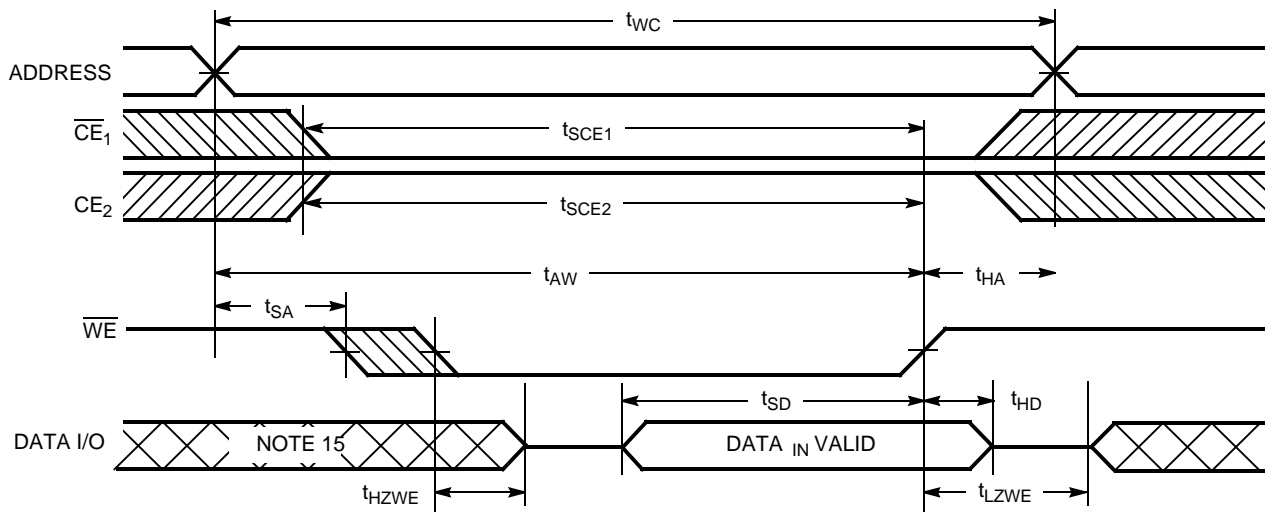 tWC
ADDRESS
CE1
tSCE1
CE2
tSCE2
tAW
tHA
tSA
WE
tSD
tHD
DATA I/O
NOTE 15
DATA IN VALID
tHZWE
tLZWE